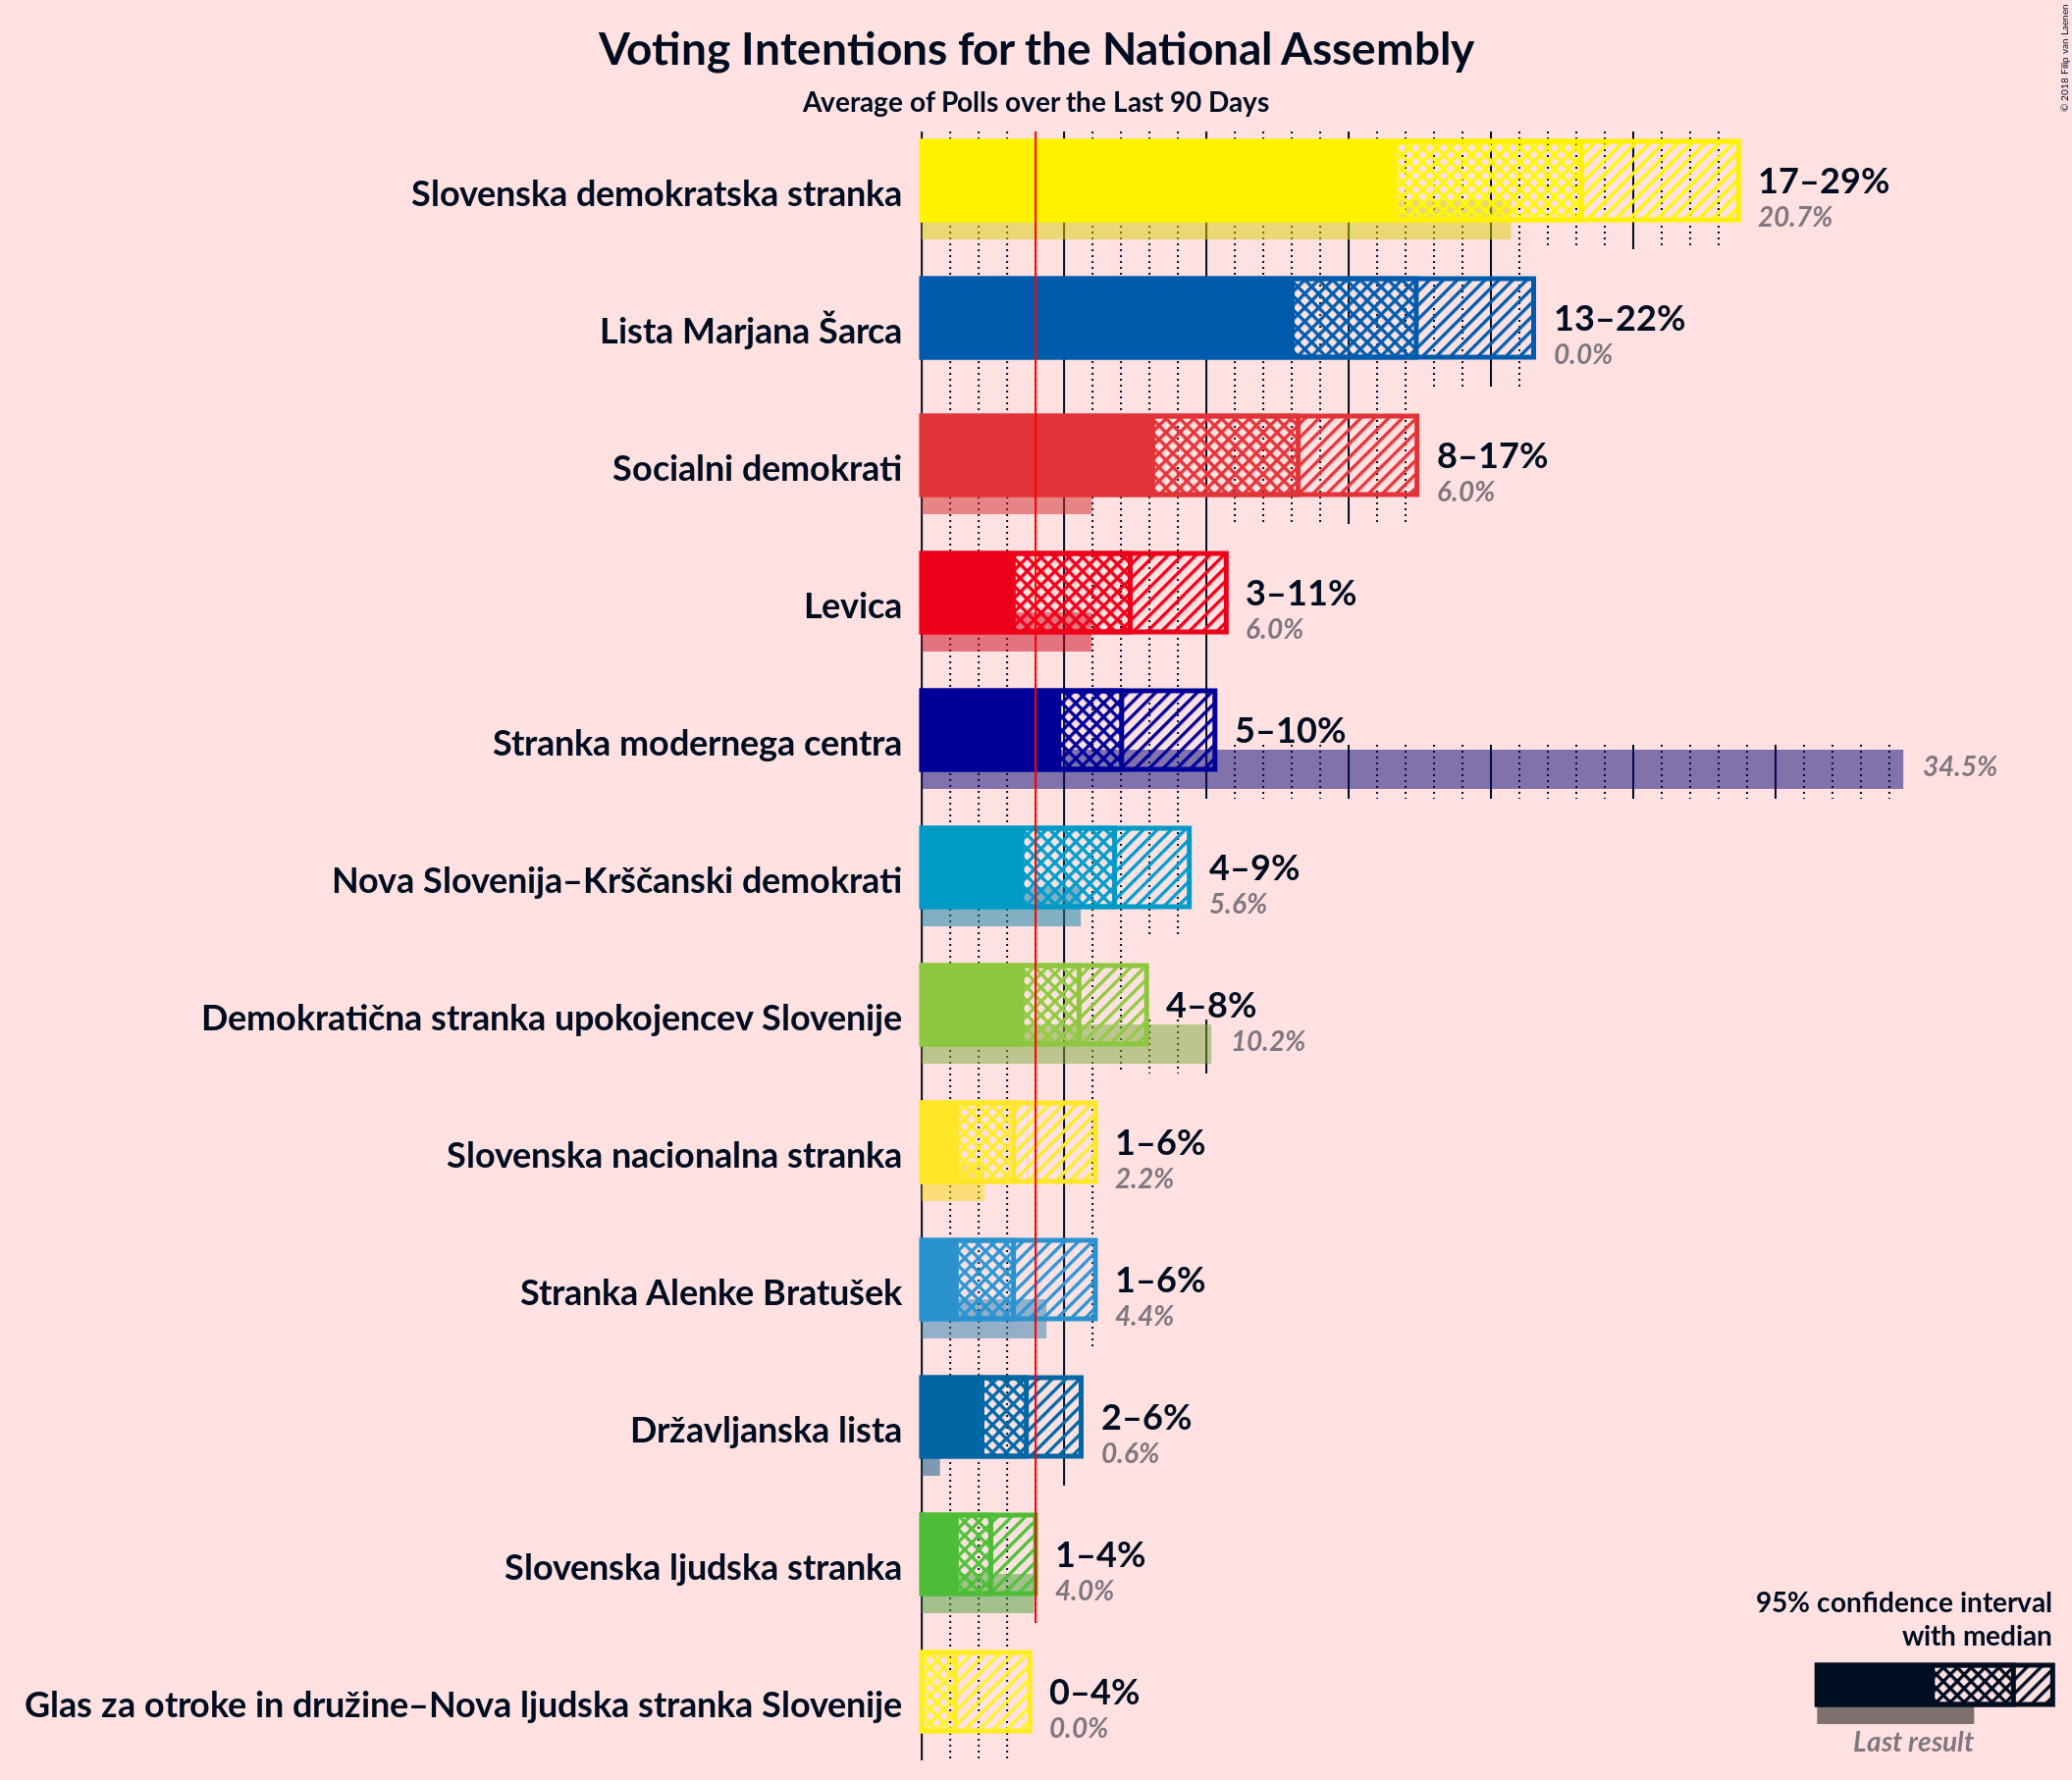 Voting Intentions for the National Assembly
Average of Polls over the Last 90 Days
© 2018 Filip van Laenen
Slovenska demokratska stranka
17–29%
20.7%
Lista Marjana Šarca
13–22%
0.0%
Socialni demokrati
8–17%
6.0%
Levica
3–11%
6.0%
Stranka modernega centra
5–10%
34.5%
Nova Slovenija–Krščanski demokrati
4–9%
5.6%
Demokratična stranka upokojencev Slovenije
4–8%
10.2%
Slovenska nacionalna stranka
1–6%
2.2%
Stranka Alenke Bratušek
1–6%
4.4%
Državljanska lista
2–6%
0.6%
Slovenska ljudska stranka
1–4%
4.0%
Glas za otroke in družine–Nova ljudska stranka Slovenije
0–4%
0.0%
95% confidence interval
with median
Last result